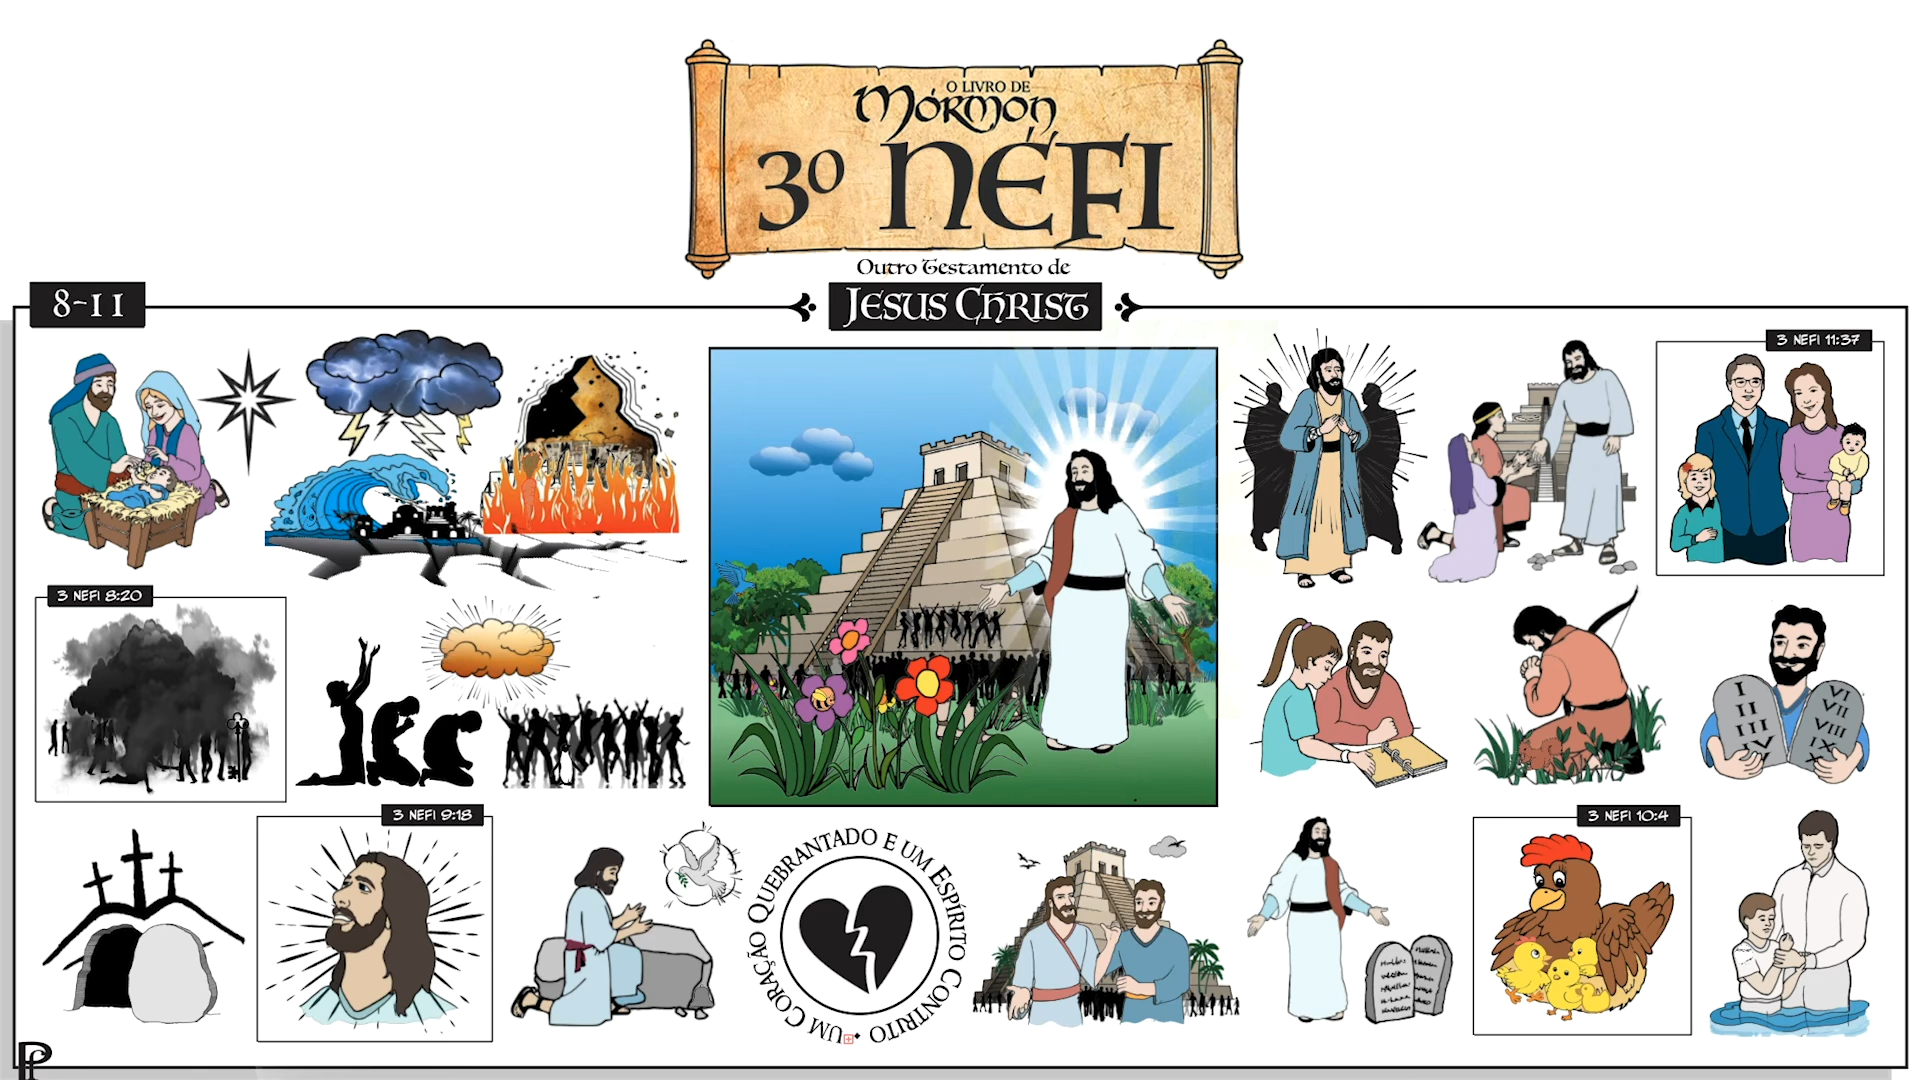 O LIVRO DE
MÓRMON
3º NÉFI
Outro Testamento de
JESUS CHRIST
8-11
3 NEFI 11:37
3 NEFI 8:20
I
II
III
V
VI
VII
VIII
IX
X
3 NEFI 9:18
UM CORAÇÃO QUEBRANTADO E UM ESPÍRITO CONTRITO
3 NEFI 10:4